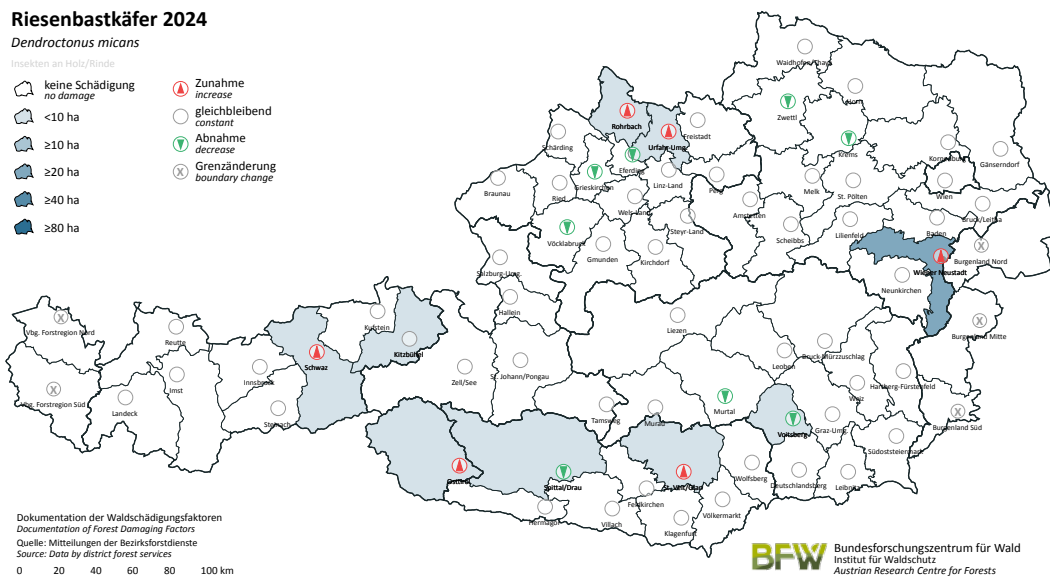 Riesenbastkäfer 2024
Dendroctonus micans
Insekten an Holz/Rinde
keine Schädigung
no damage
<10 ha
≥10 ha
≥20 ha
≥40 ha
≥80 ha
Zunahme
increase
gleichbleibend
constant
Abnahme
decrease
Grenzänderung
boundary change
Waidhofen/Thaya
Horn
Zwettl
Krems
Rohrbach
Urfahr-Umg.
Freistadt
Schärding
Eferding
Grieskirchen
Linz-Land
Perg
Braunau
Ried
Wels-Land
Steyr-Land
Vöcklabruck
Gmunden
Kirchdorf
Amstetten
Melk
St. Pölten
Scheibbs
Lilienfeld
Korneuburg
Gänserndorf
Wien
Bruck/Leitha
Baden
Burgenland Nord
Wiener Neustadt
Neunkirchen
Burgenland Mitte
Burgenland Süd
Salzburg-Umg.
Hallein
Zell/See
St. Johann/Pongau
Tamsweg
Vbg. Forstregion Nord
Vbg. Forstregion Süd
Reutte
Imst
Landeck
Innsbruck
Steinach
Schwaz
Kufstein
Kitzbühel
Osttirol
Spittal/Drau
Hermagor
Villach
Feldkirchen
St. Veit/Glan
Klagenfurt
Völkermarkt
Wolfsberg
Liezen
Leoben
Bruck-Mürzzuschlag
Murtal
Murau
Voitsberg
Graz-Umg.
Weiz
Hartberg-Fürstenfeld
Südoststeiermark
Deutschlandsberg
Leibnitz
Dokumentation der Waldschädigungsfaktoren
Documentation of Forest Damaging Factors
Quelle: Mitteilungen der Bezirksforstdienste
Source: Data by district forest services
0 20 40 60 80 100 km
BFW
Bundesforschungszentrum für Wald
Institut für Waldschutz
Austrian Research Centre for Forests